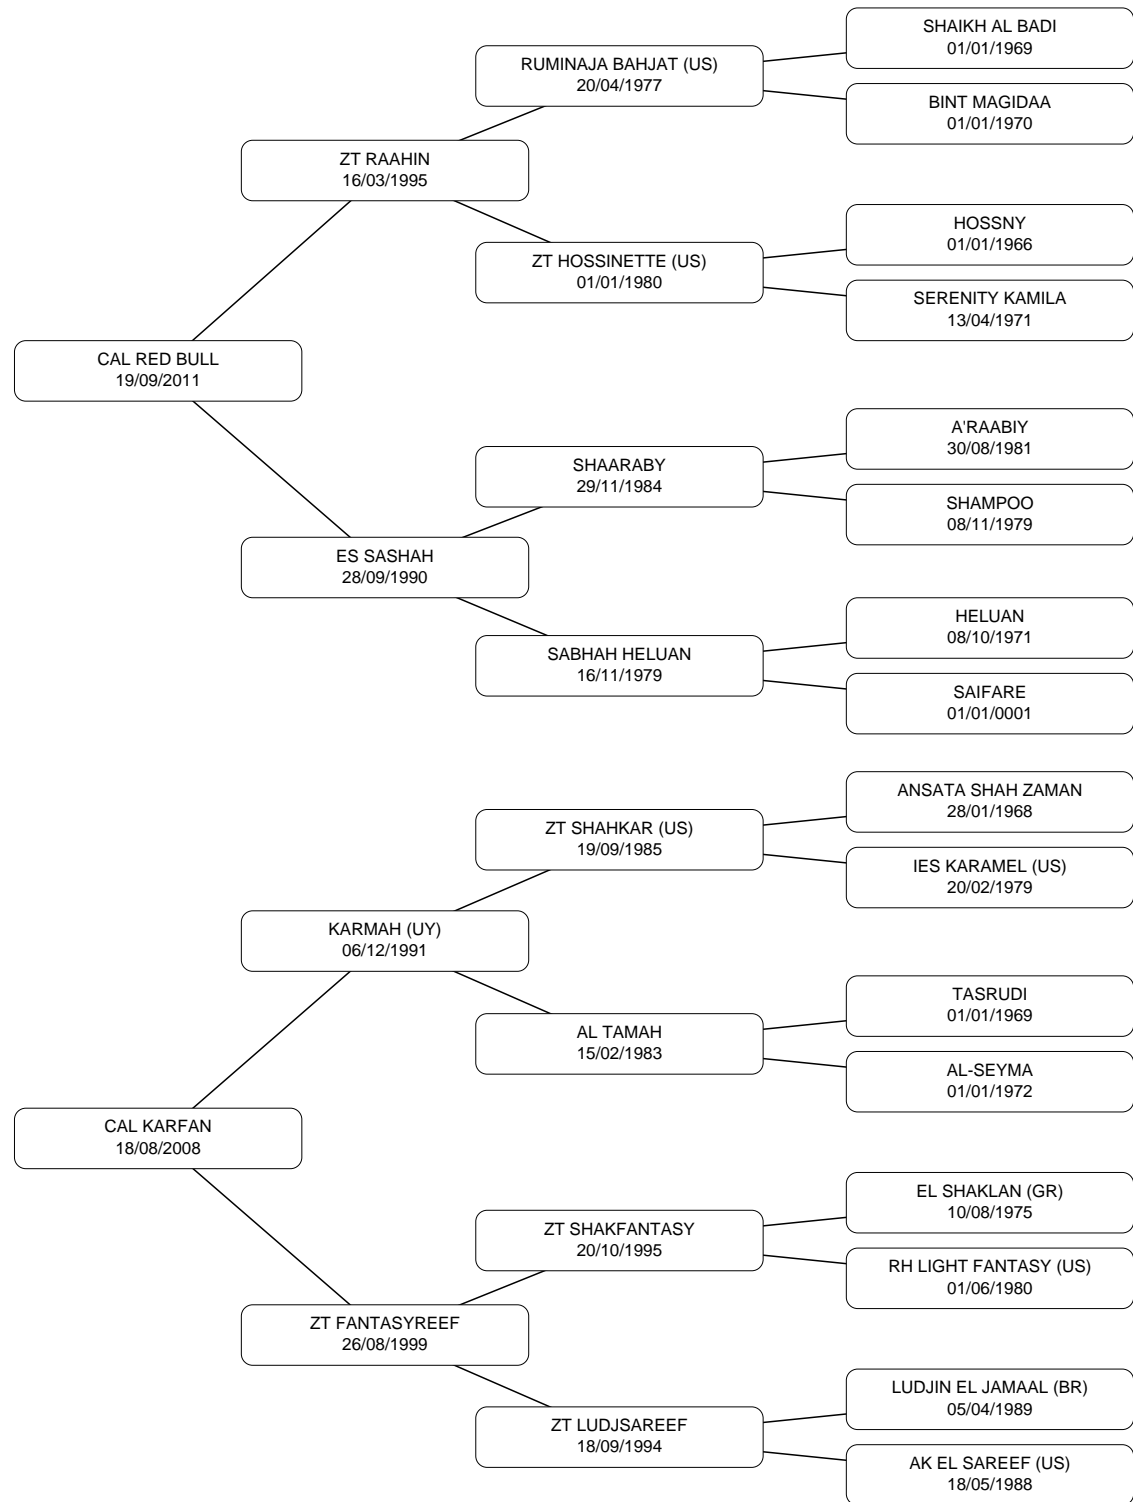 SHAIKH AL BADI
01/01/1969
RUMINAJA BAHJAT (US)
20/04/1977
BINT MAGIDAA
01/01/1970
ZT RAAHIN
16/03/1995
HOSSNY
01/01/1966
ZT HOSSINETTE (US)
01/01/1980
SERENITY KAMILA
13/04/1971
CAL RED BULL
19/09/2011
A'RAABIY
30/08/1981
SHAARABY
29/11/1984
SHAMPOO
08/11/1979
ES SASHAH
28/09/1990
HELUAN
08/10/1971
SABHAH HELUAN
16/11/1979
SAIFARE
01/01/0001
ANSATA SHAH ZAMAN
28/01/1968
ZT SHAHKAR (US)
19/09/1985
IES KARAMEL (US)
20/02/1979
KARMAH (UY)
06/12/1991
TASRUDI
01/01/1969
AL TAMAH
15/02/1983
AL-SEYMA
01/01/1972
CAL KARFAN
18/08/2008
EL SHAKLAN (GR)
10/08/1975
ZT SHAKFANTASY
20/10/1995
RH LIGHT FANTASY (US)
01/06/1980
ZT FANTASYREEF
26/08/1999
LUDJIN EL JAMAAL (BR)
05/04/1989
ZT LUDJSAREEF
18/09/1994
AK EL SAREEF (US)
18/05/1988